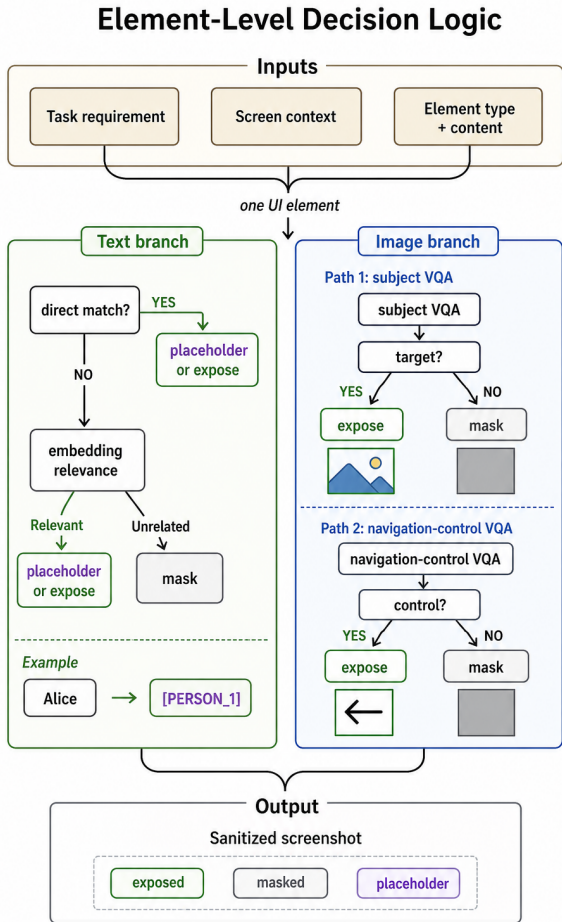 Element-Level Decision Logic
Inputs
Task requirement
Screen context
Element type
+ content
one UI element
Text branch
direct match?
YES
placeholder
or expose
NO
embedding
relevance
Relevant
Unrelated
placeholder
or expose
mask
Example
Alice
[PERSON_1]
Image branch
Path 1: subject VQA
subject VQA
target?
YES
NO
expose
mask
Path 2: navigation-control VQA
navigation-control VQA
control?
YES
NO
expose
mask
Output
Sanitized screenshot
exposed
masked
placeholder